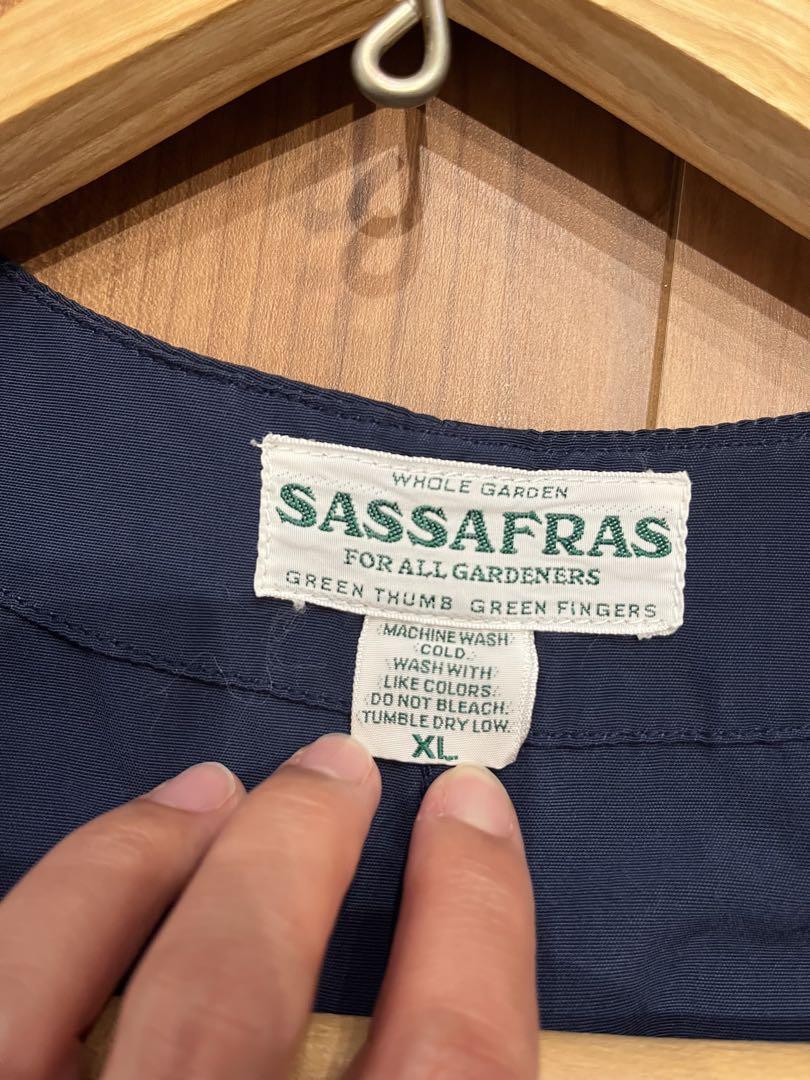 WHOLE GARDEN
SASSAFRAS
FOR ALL GARDENERS
GREEN THUMB GREEN FINGERS
MACHINE WASH
COLD.
WASH WITH
LIKE COLORS.
DO NOT BLEACH.
TUMBLE DRY LOW.
XL